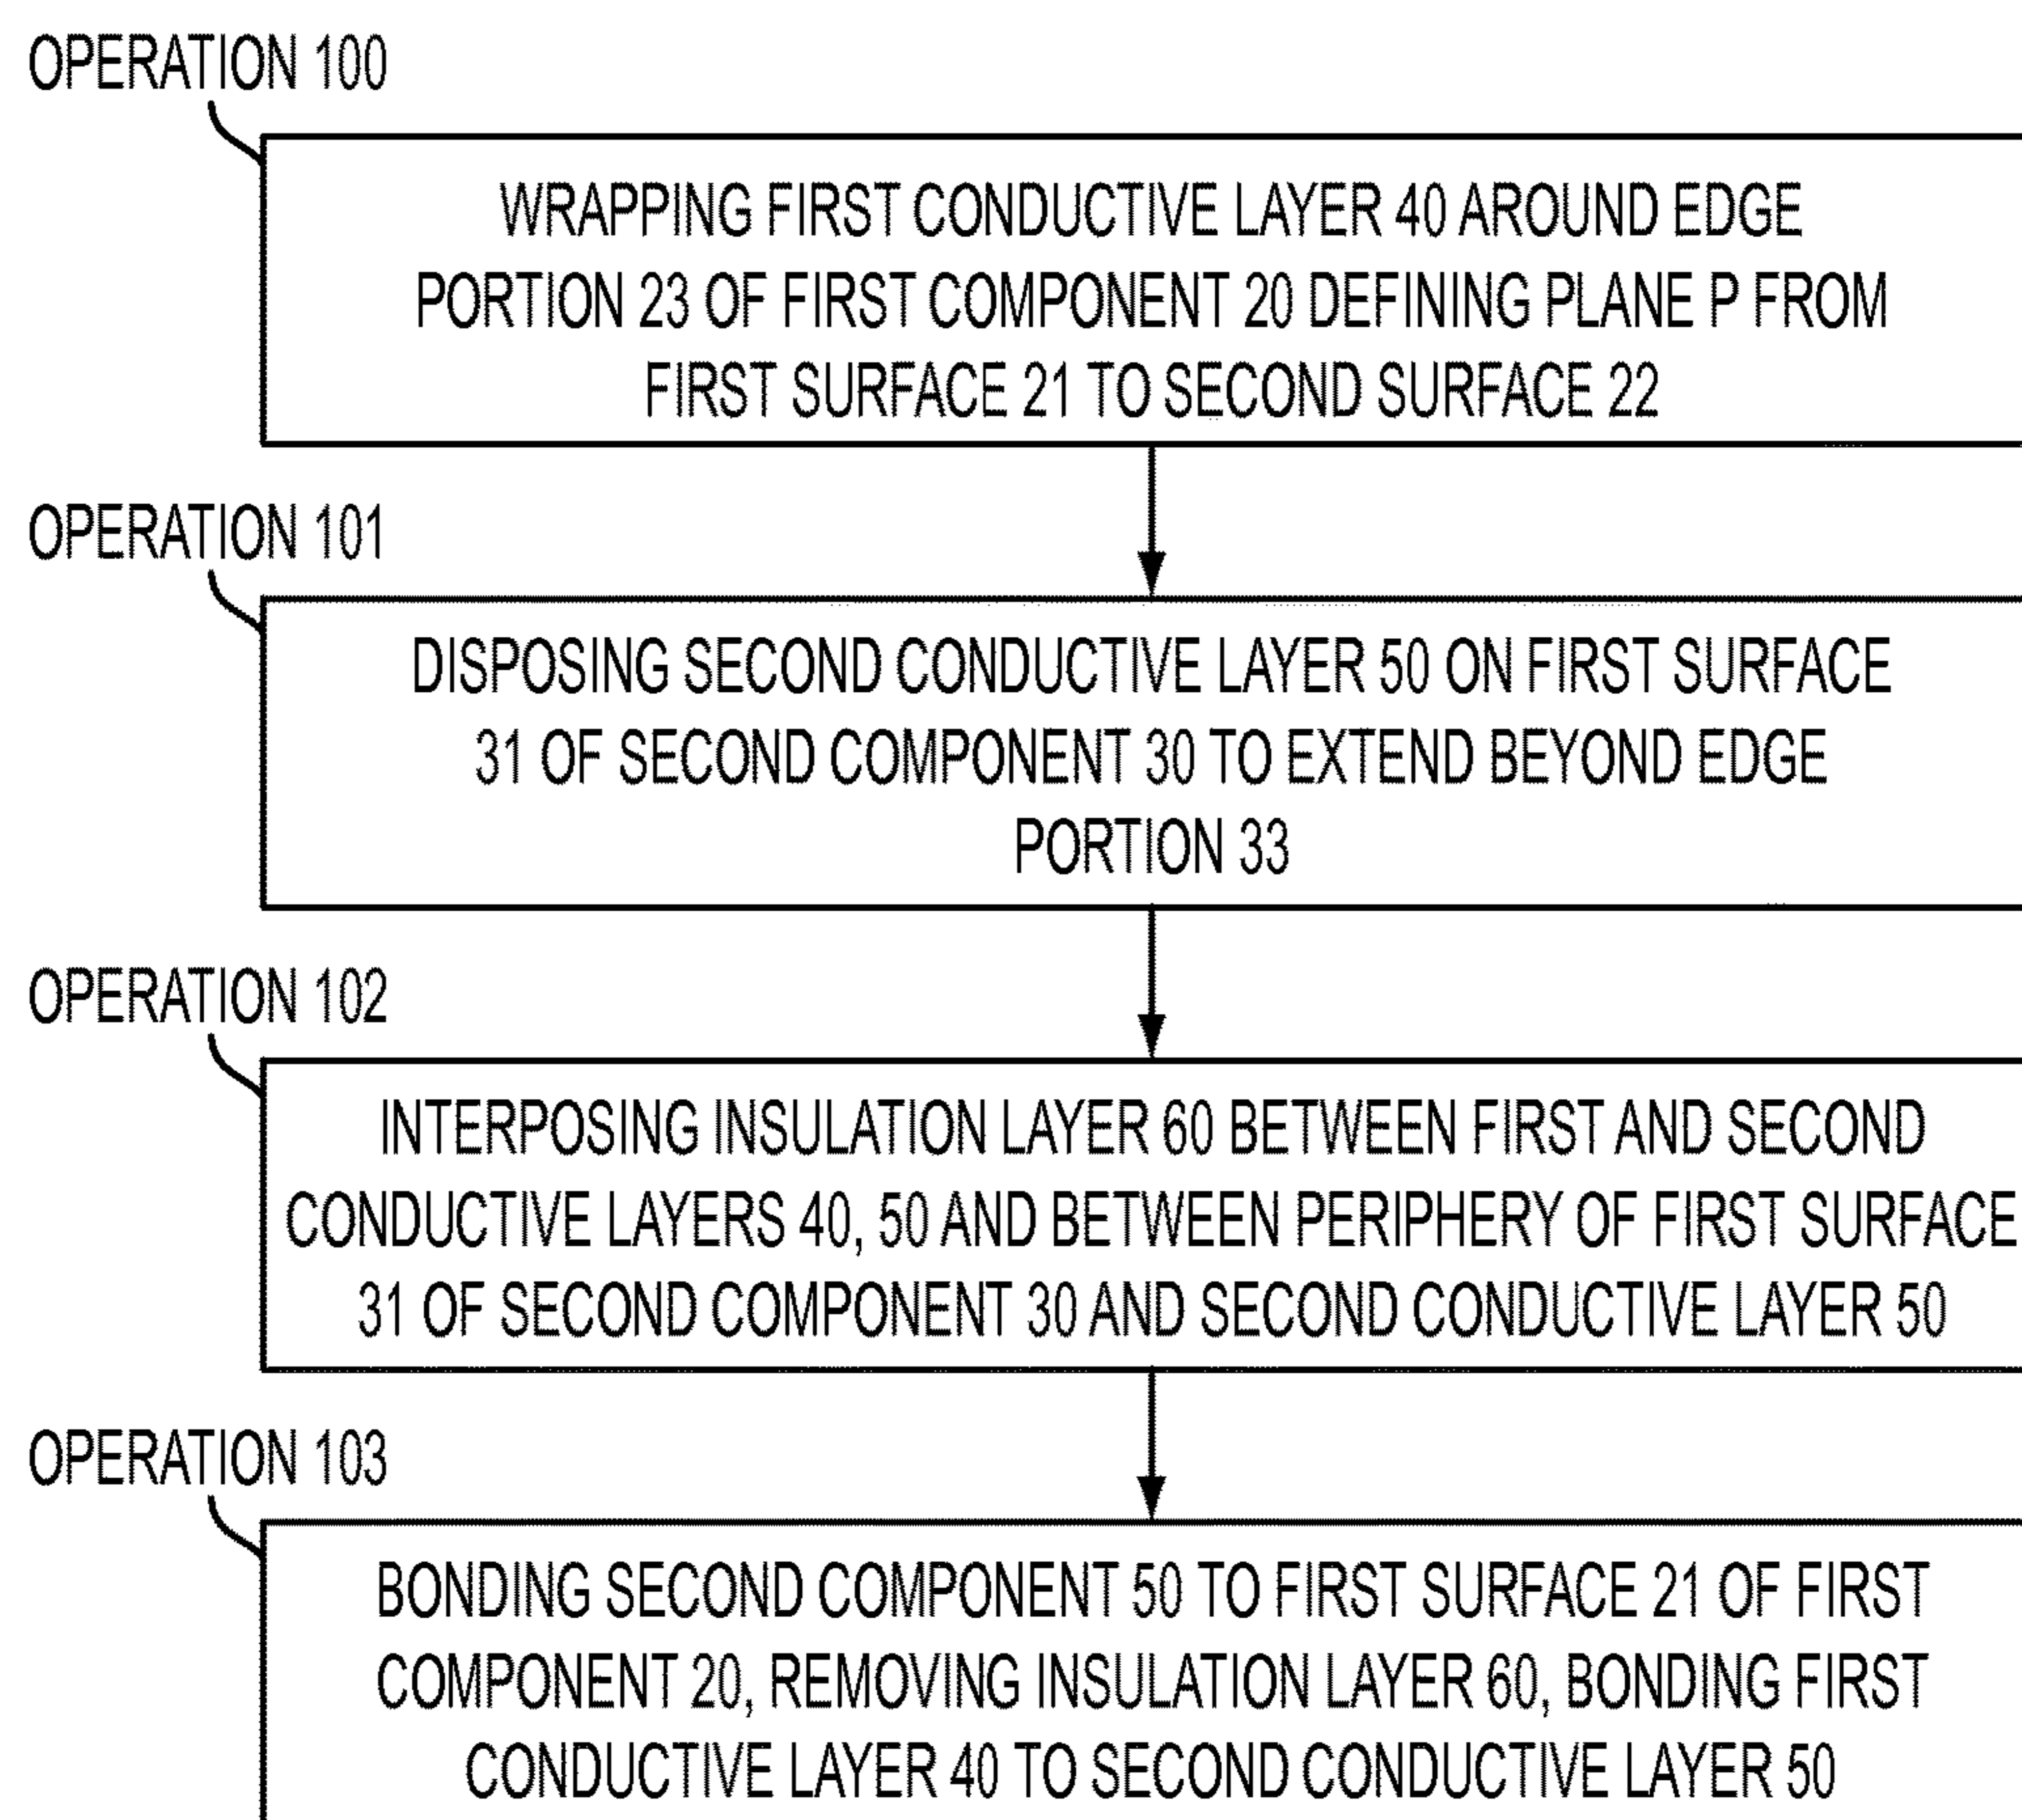 OPERATION 100
WRAPPING FIRST CONDUCTIVE LAYER 40 AROUND EDGE
PORTION 23 OF FIRST COMPONENT 20 DEFINING PLANE P FROM
FIRST SURFACE 21 TO SECOND SURFACE 22
OPERATION 101
DISPOSING SECOND CONDUCTIVE LAYER 50 ON FIRST SURFACE
31 OF SECOND COMPONENT 30 TO EXTEND BEYOND EDGE
PORTION 33
OPERATION 102
INTERPOSING INSULATION LAYER 60 BETWEEN FIRST AND SECOND
CONDUCTIVE LAYERS 40, 50 AND BETWEEN PERIPHERY OF FIRST SURFACE
31 OF SECOND COMPONENT 30 AND SECOND CONDUCTIVE LAYER 50
OPERATION 103
BONDING SECOND COMPONENT 50 TO FIRST SURFACE 21 OF FIRST
COMPONENT 20, REMOVING INSULATION LAYER 60, BONDING FIRST
CONDUCTIVE LAYER 40 TO SECOND CONDUCTIVE LAYER 50